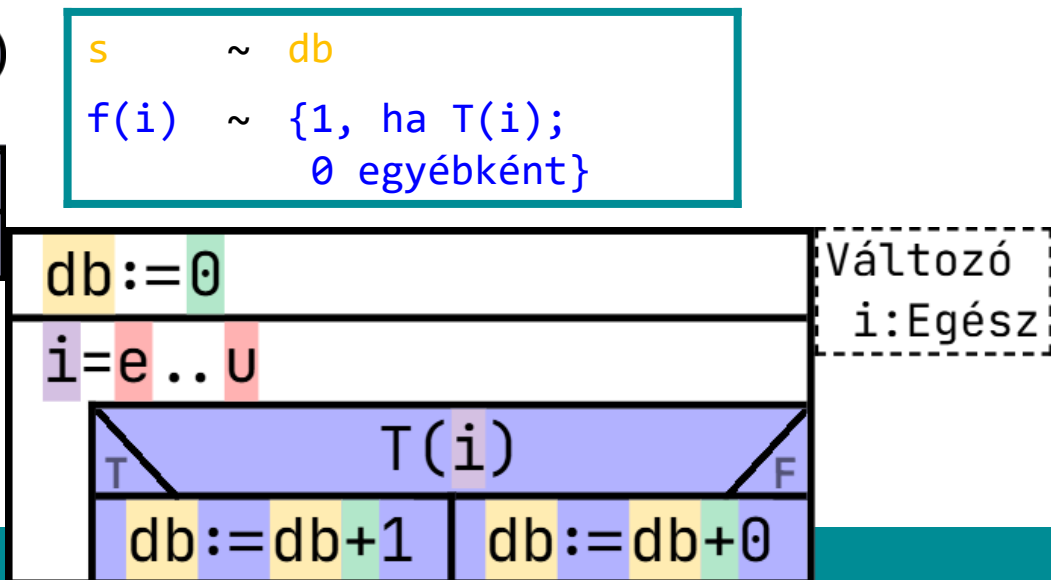 s ~ db
f(i) ~ {1, ha T(i);
0 egyébként}
db:=0
Változó
i:Egész
i=e..u
T(i)
T
F
db:=db+1
db:=db+0